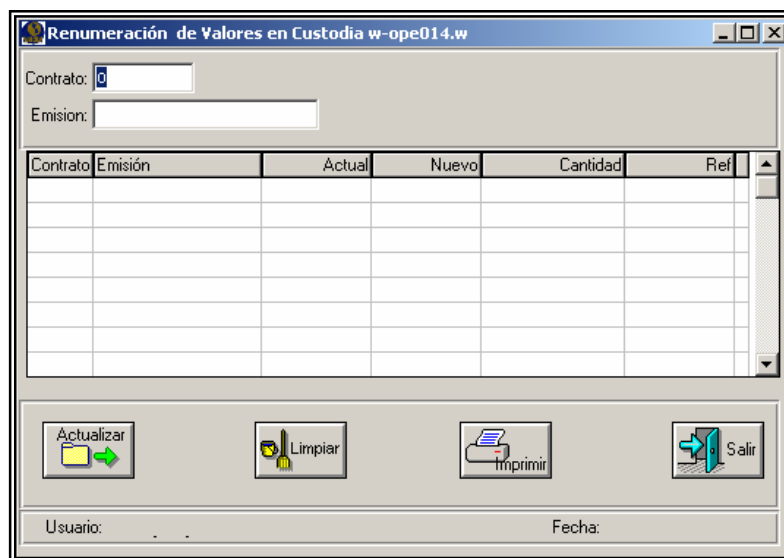 Renumeración de Valores en Custodia w-ope014.w
Contrato: 0
Emision:
Contrato Emisión Actual Nuevo Cantidad Ref
Actualizar Limpiar Imprimir Salir
Usuario: Fecha: